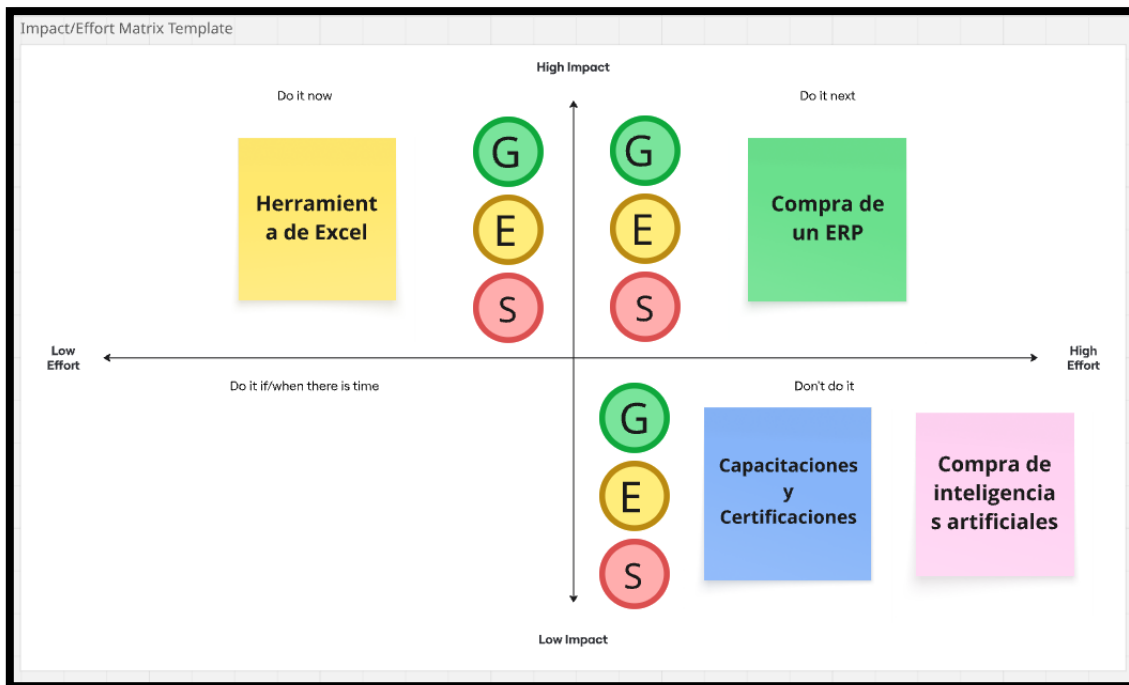 Impact/Effort Matrix Template
High Impact
Do it now
Do it next
Herramient
a de Excel
G
E
S
G
E
S
Compra de
un ERP
Low
Effort
High
Effort
Do it if/when there is time
Don't do it
G
E
S
Capacitaciones
y
Certificaciones
Compra de
inteligencia
s artificiales
Low Impact